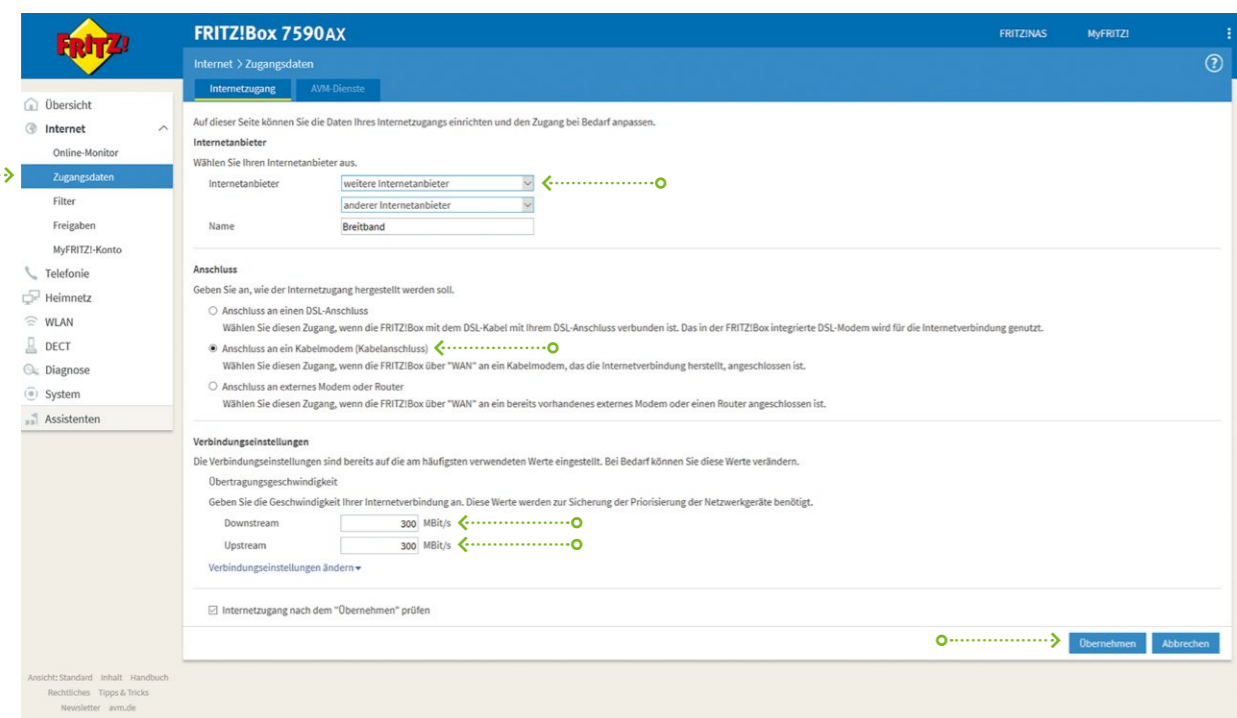 FRITZ!
FRITZ!Box 7590 AX
FRITZ!NAS
MyFRITZ!
Internet > Zugangsdaten
Internetzugang
AVM-Dienste
Übersicht
Internet
Online-Monitor
Zugangsdaten
Filter
Freigaben
MyFRITZ!-Konto
Telefonie
Heimnetz
WLAN
DECT
Diagnose
System
Assistenten
Auf dieser Seite können Sie die Daten Ihres Internetzugangs einrichten und den Zugang bei Bedarf anpassen.
Internetanbieter
Wählen Sie Ihren Internetanbieter aus.
Internetanbieter weitere Internetanbieter
anderer Internetanbieter
Name Breitband
Anschluss
Geben Sie an, wie der Internetzugang hergestellt werden soll.
Anschluss an einen DSL-Anschluss
Wählen Sie diesen Zugang, wenn die FRITZ!Box mit dem DSL-Kabel mit Ihrem DSL-Anschluss verbunden ist. Das in der FRITZ!Box integrierte DSL-Modem wird für die Internetverbindung genutzt.
Anschluss an ein Kabelmodem (Kabelanschluss)
Wählen Sie diesen Zugang, wenn die FRITZ!Box über "WAN" an ein Kabelmodem, das die Internetverbindung herstellt, angeschlossen ist.
Anschluss an externes Modem oder Router
Wählen Sie diesen Zugang, wenn die FRITZ!Box über "WAN" an ein bereits vorhandenes externes Modem oder einen Router angeschlossen ist.
Verbindungseinstellungen
Die Verbindungseinstellungen sind bereits auf die am häufigsten verwendeten Werte eingestellt. Bei Bedarf können Sie diese Werte verändern.
Übertragungsgeschwindigkeit
Geben Sie die Geschwindigkeit Ihrer Internetverbindung an. Diese Werte werden zur Sicherung der Priorisierung der Netzwerkgeräte benötigt.
Downstream 300 MBit/s
Upstream 300 MBit/s
Verbindungseinstellungen ändern
Internetzugang nach dem "Übernehmen" prüfen
Übernehmen Abbrechen
Ansicht: Standard Inhalt Handbuch
Rechtliches Tipps & Tricks
Newsletter avm.de